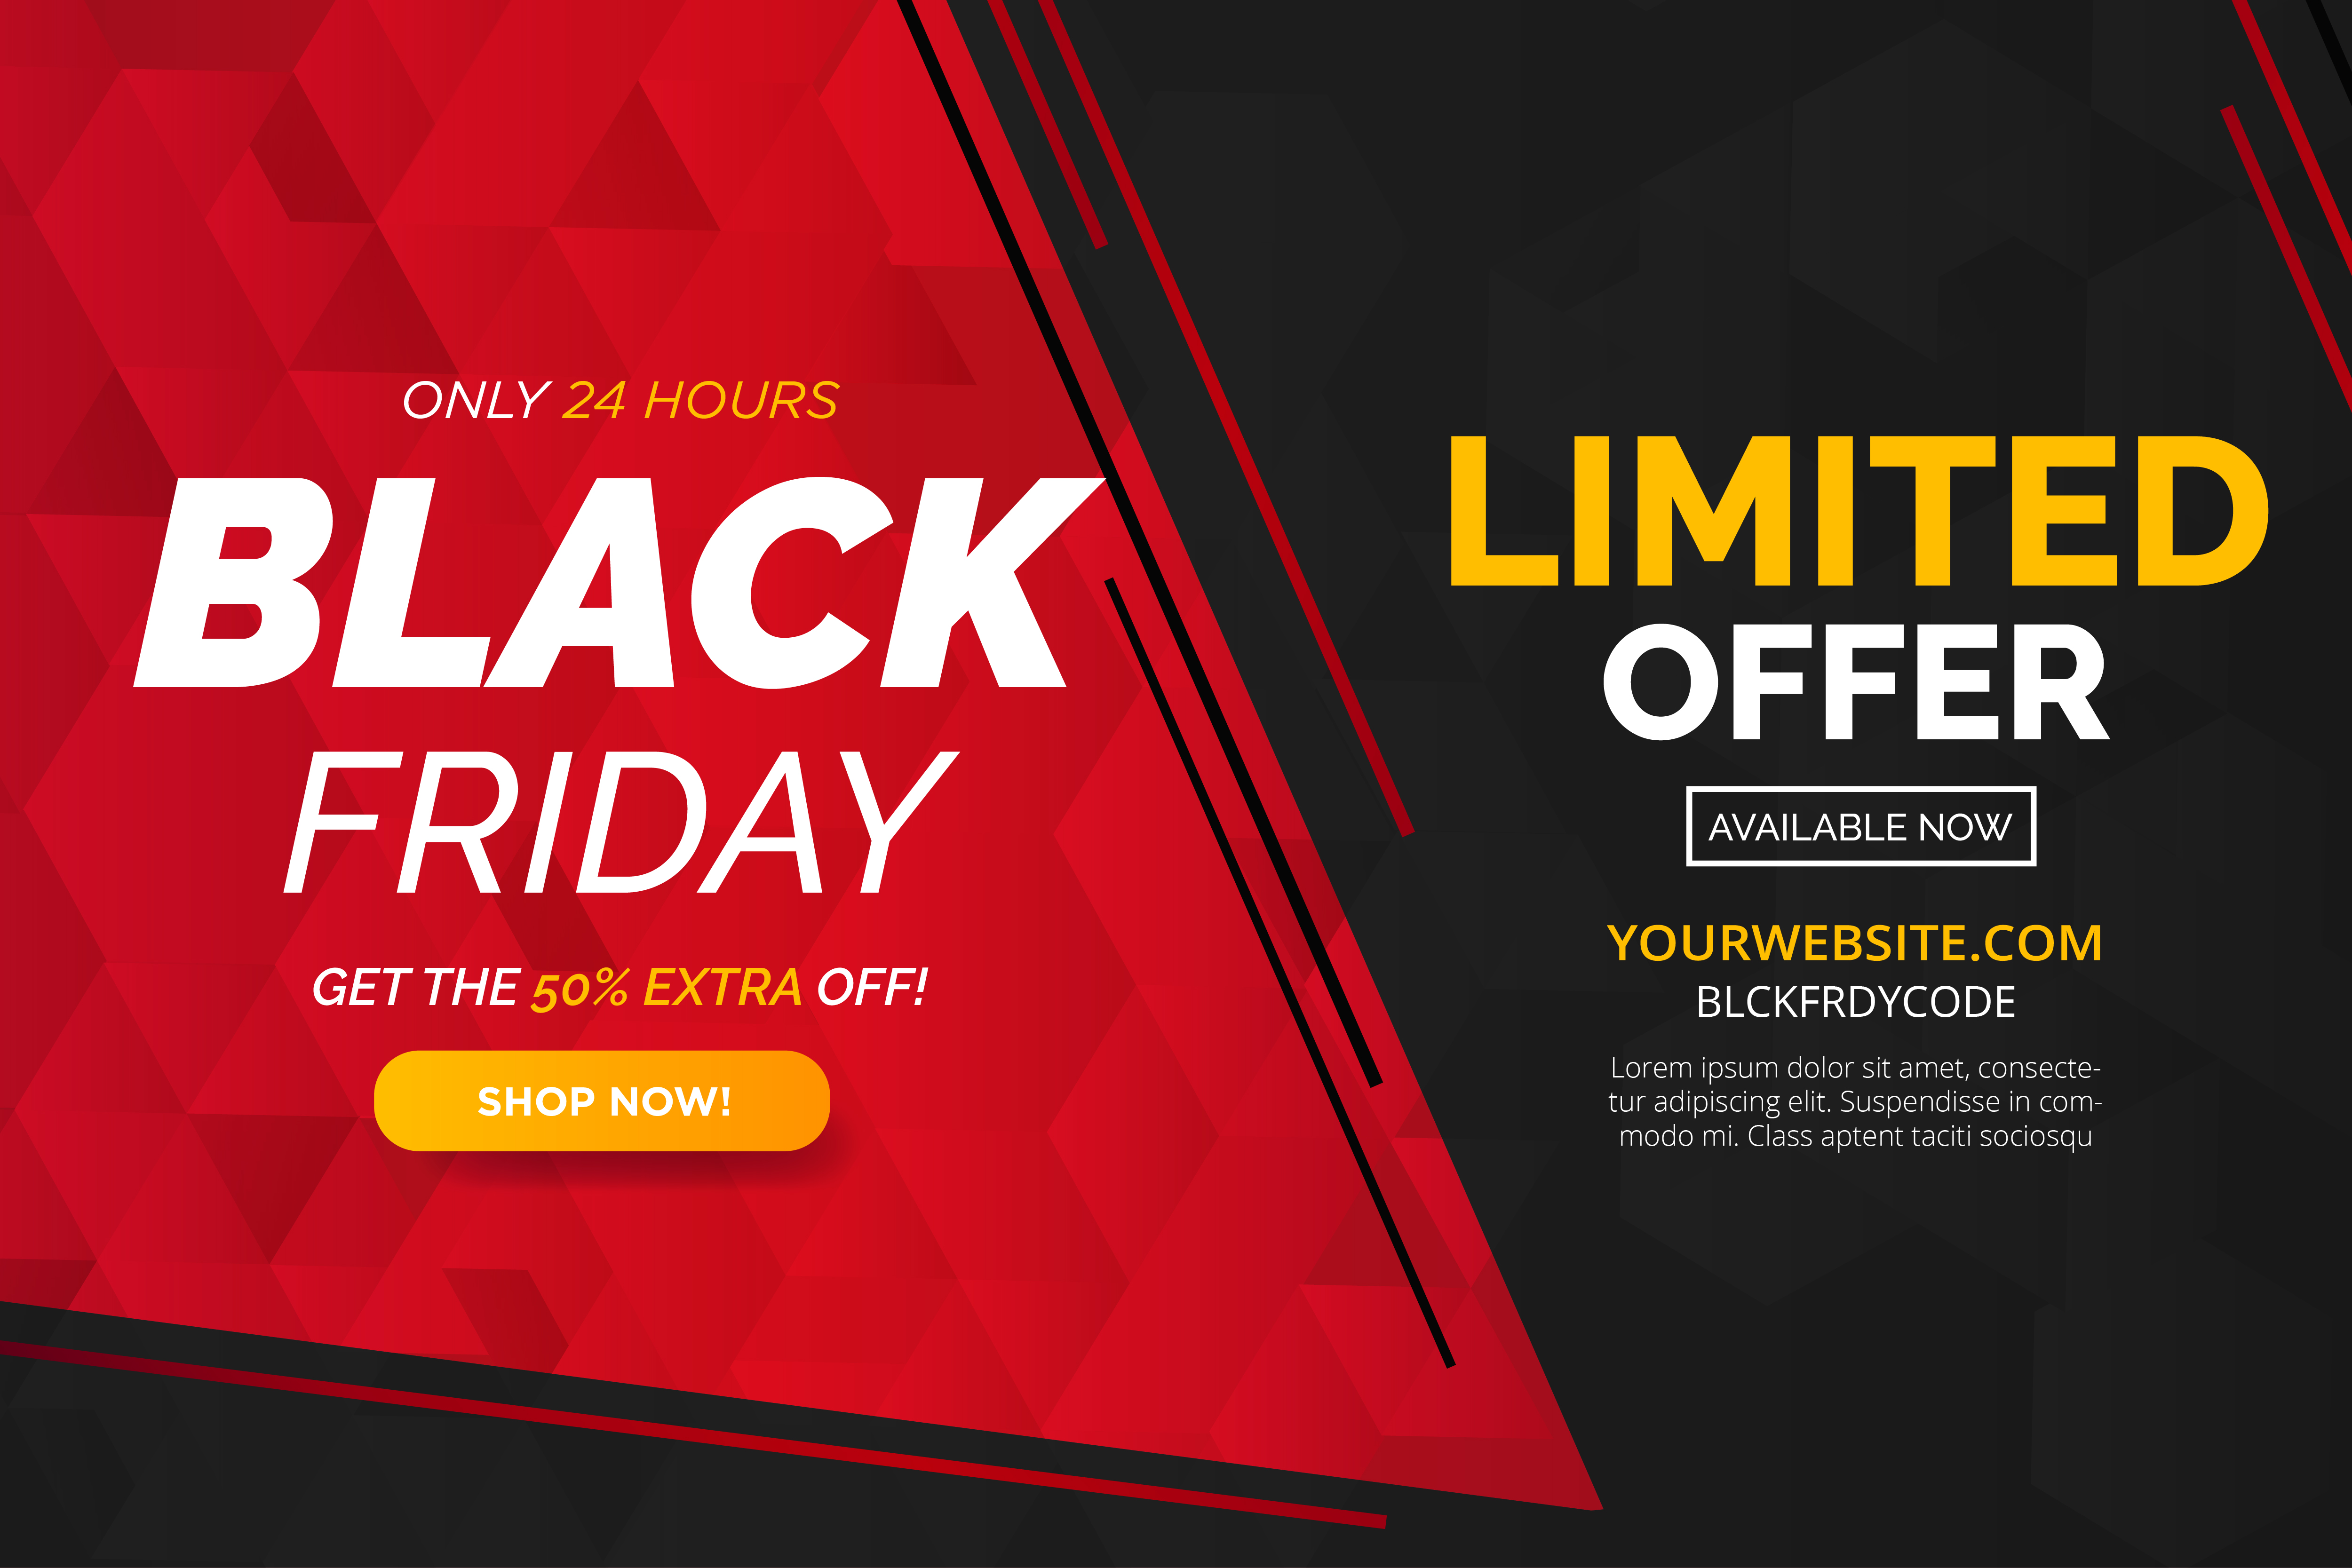 ONLY 24 HOURS
BLACK
FRIDAY
GET THE 50% EXTRA OFF!
SHOP NOW!
LIMITED
OFFER
AVAILABLE NOW
YOURWEBSITE.COM
BLCKFRDYCODE
Lorem ipsum dolor sit amet, consecte-
tur adipiscing elit. Suspendisse in com-
modo mi. Class aptent taciti sociosqu